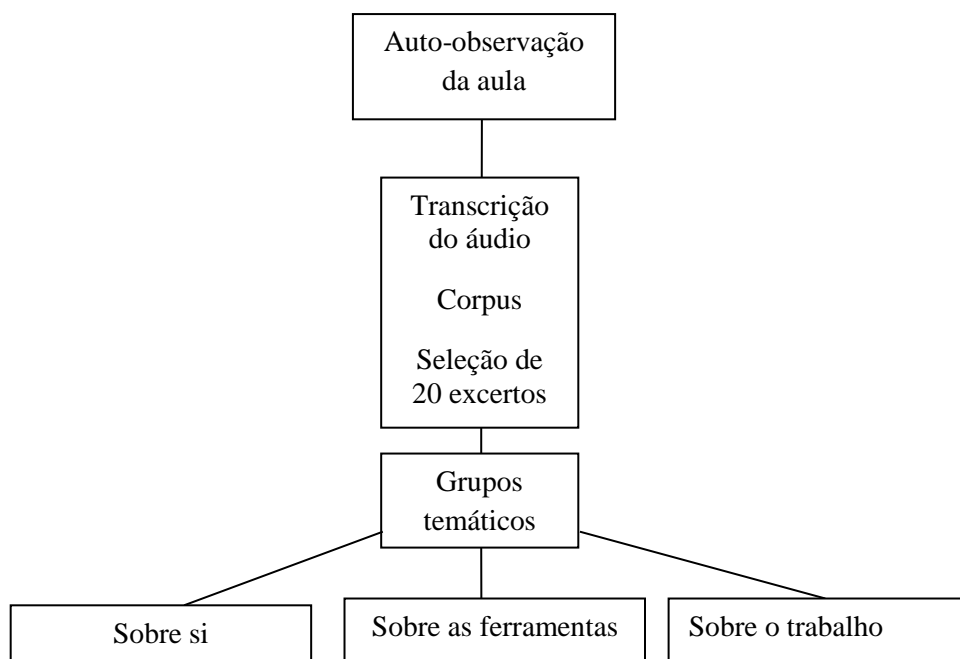 Auto-observação
da aula
Transcrição
do áudio
Corpus
Seleção de
20 excertos
Grupos
temáticos
Sobre si
Sobre as ferramentas
Sobre o trabalho